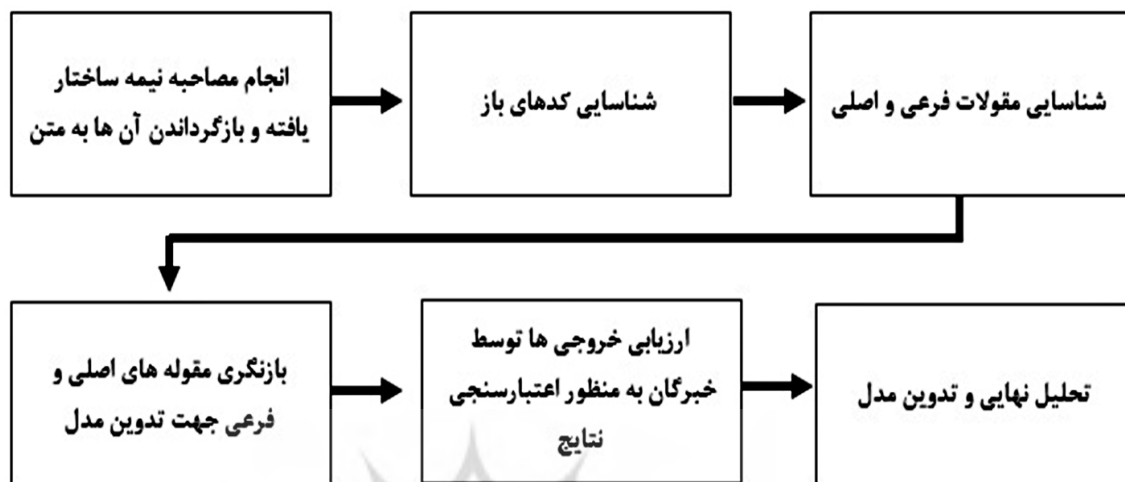 انجام مصاحبه نیمه ساختار
یافته و بازگرداندن آن ها به متن
شناسایی کدهای باز
شناسایی مقولات فرعی و اصلی
بازنگری مقوله های اصلی و
فرعی جهت تدوین مدل
ارزیابی خروجی ها توسط
خبرگان به منظور اعتبارسنجی
نتایج
تحلیل نهایی و تدوین مدل